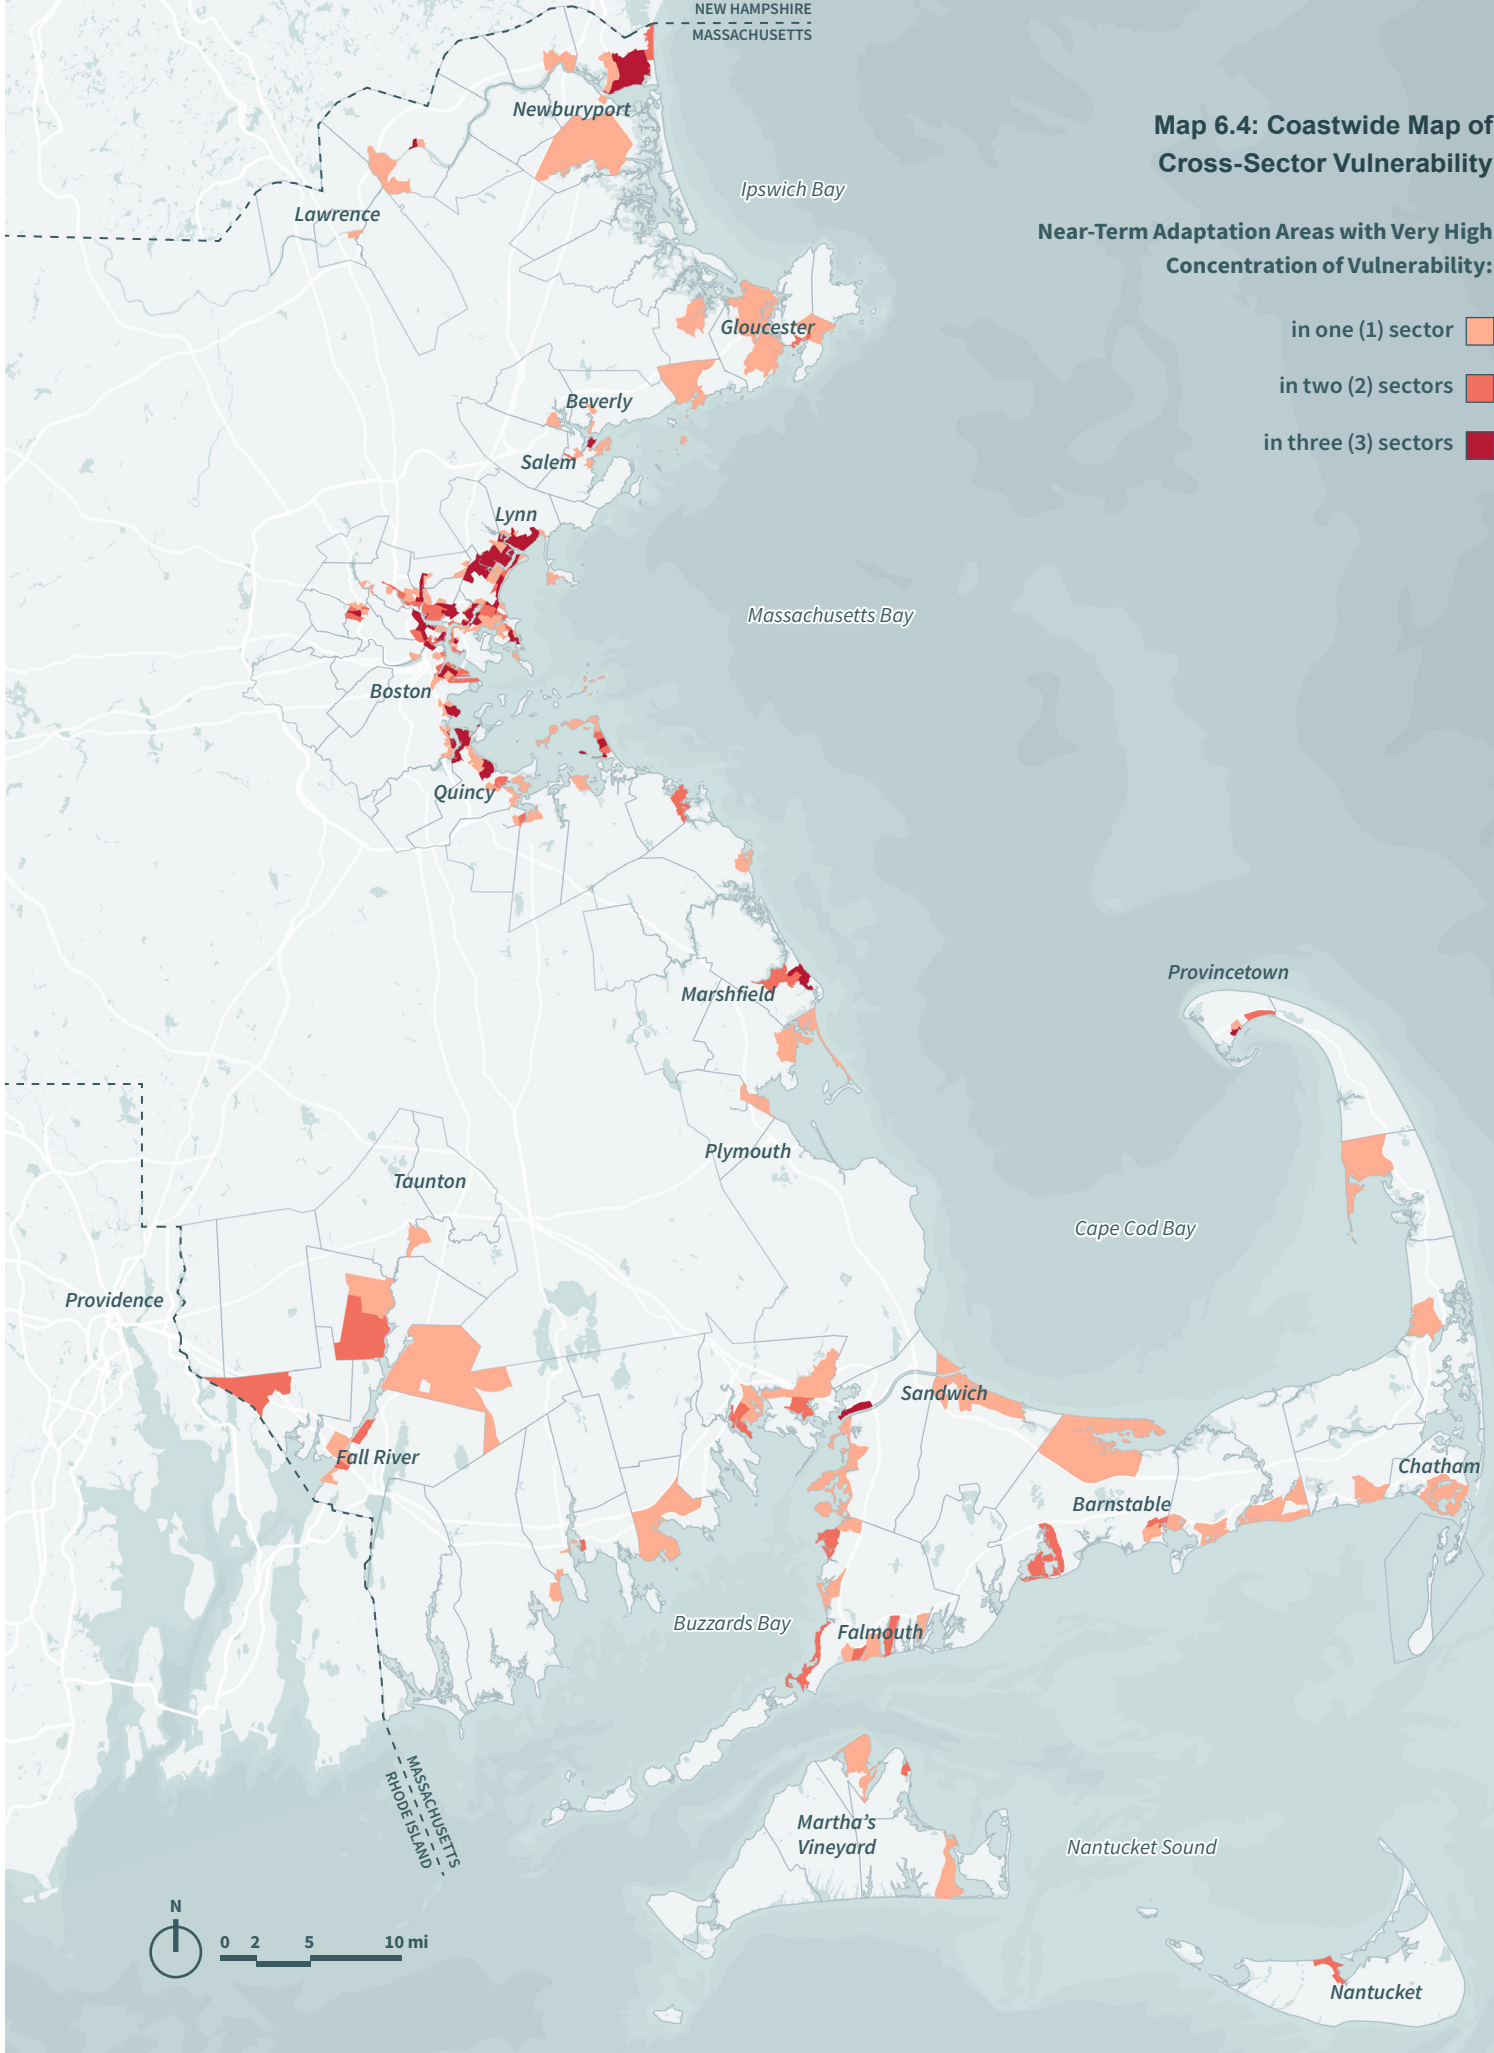 NEW HAMPSHIRE
MASSACHUSETTS
Newburyport
Map 6.4: Coastwide Map of
Cross-Sector Vulnerability
Ipswich Bay
Lawrence
Near-Term Adaptation Areas with Very High
Concentration of Vulnerability:
in one (1) sector
in two (2) sectors
in three (3) sectors
Gloucester
Beverly
Salem
Lynn
Massachusetts Bay
Boston
Quincy
Provincetown
Marshfield
Plymouth
Taunton
Cape Cod Bay
Providence
Sandwich
Fall River
Chatham
Barnstable
Buzzards Bay
Falmouth
MASSACHUSETTS
RHODE ISLAND
Martha's
Vineyard
Nantucket Sound
N
0 2 5 10 mi
Nantucket